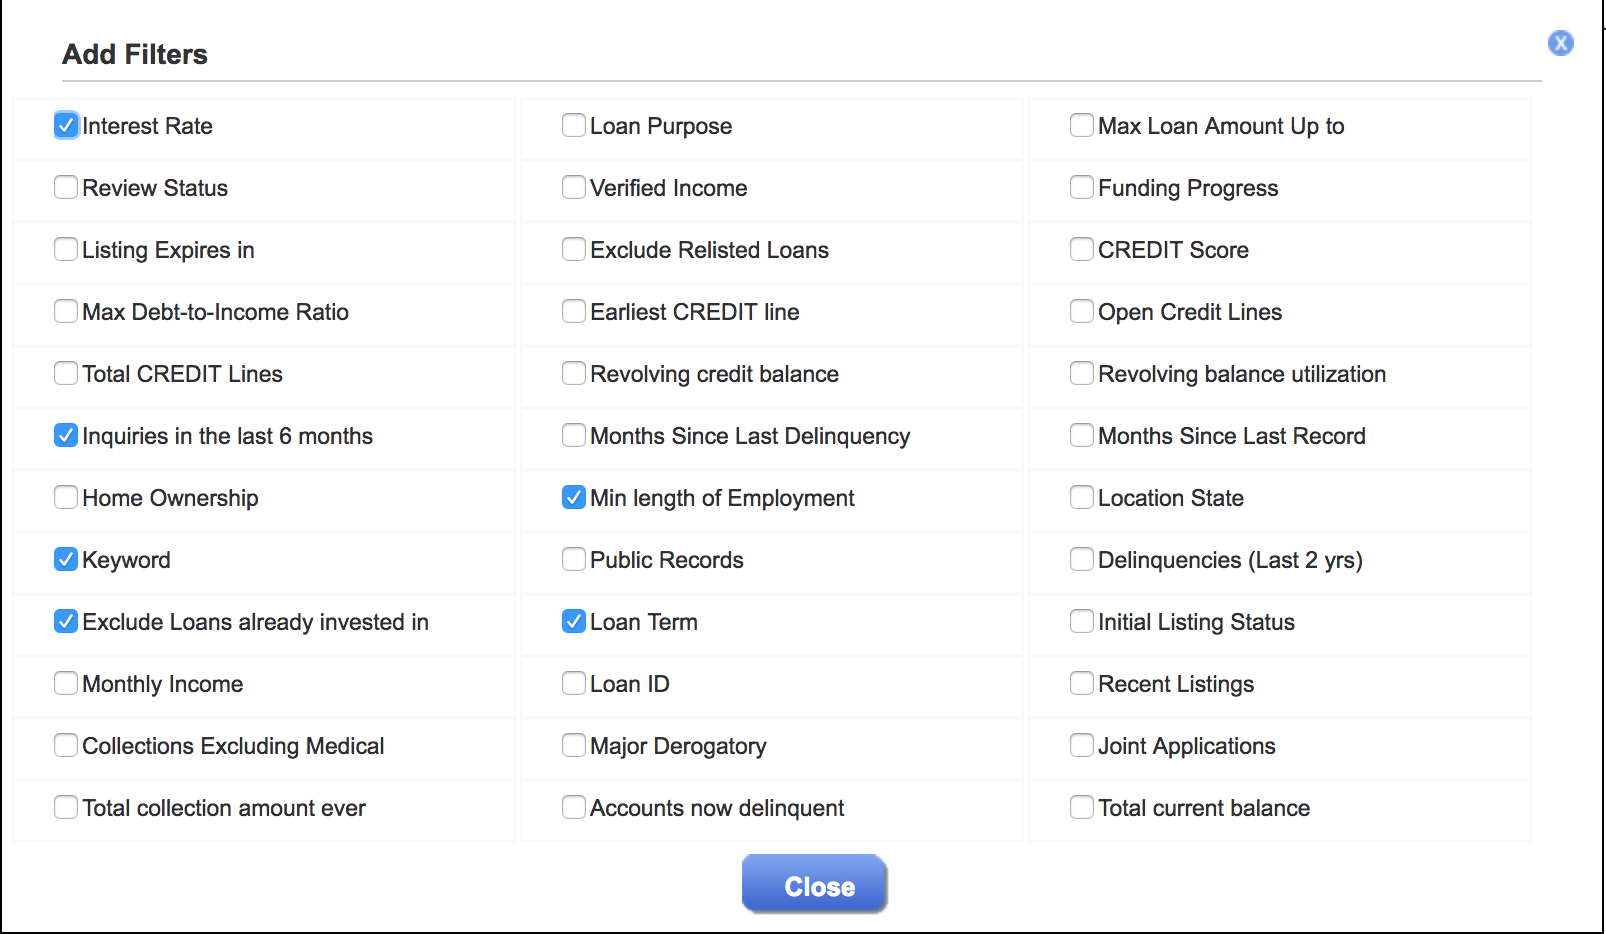 Add Filters
X
Interest Rate
Loan Purpose
Max Loan Amount Up to
Review Status
Verified Income
Funding Progress
Listing Expires in
Exclude Relisted Loans
CREDIT Score
Max Debt-to-Income Ratio
Earliest CREDIT line
Open Credit Lines
Total CREDIT Lines
Revolving credit balance
Revolving balance utilization
Inquiries in the last 6 months
Months Since Last Delinquency
Months Since Last Record
Home Ownership
Min length of Employment
Location State
Keyword
Public Records
Delinquencies (Last 2 yrs)
Exclude Loans already invested in
Loan Term
Initial Listing Status
Monthly Income
Loan ID
Recent Listings
Collections Excluding Medical
Major Derogatory
Joint Applications
Total collection amount ever
Accounts now delinquent
Total current balance
Close